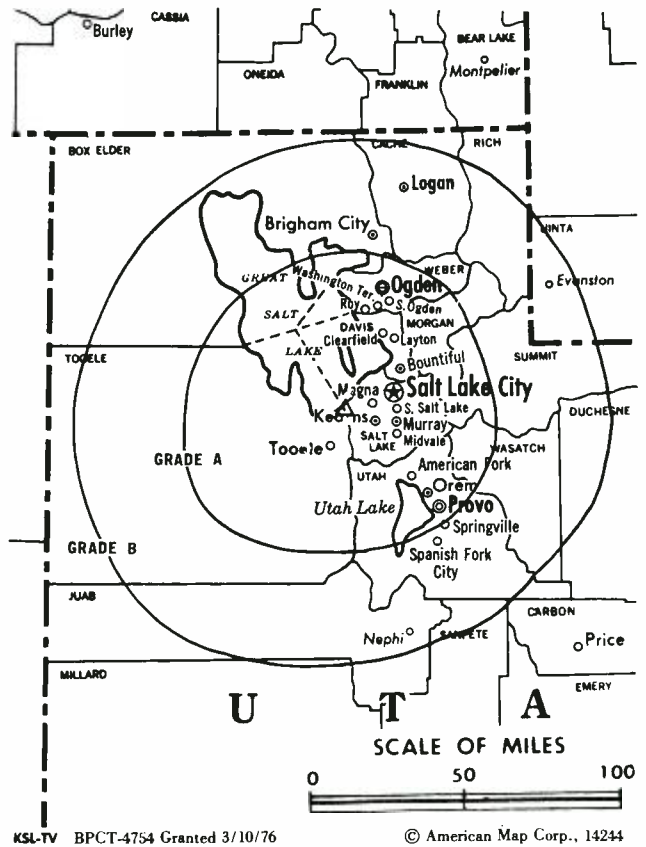 CASSIA
Burley
BEAR LAKE
ONEIDA
Montpelier
FRANKLIN
BOX ELDER
CACHE
RICH
Logan
Brigham City
UINTA
Evanston
GREAT
Washington Ter.
WEBER
Ogden
Roy
S. Ogden
SALT
MORGAN
DAVIS
Clearfield
Layton
LAKE
TOOELE
SUMMIT
Bountiful
Magna
Salt Lake City
S. Salt Lake
DUCHESNE
Kearns
Murray
SALT
LAKE
Midvale
Tooele
WASATCH
GRADE A
American Fork
UTAH
Orem
Utah Lake
Provo
Springville
GRADE B
Spanish Fork
City
JUAB
CARBON
Nephi
SANPETE
Price
MILLARD
EMERY
U T A
SCALE OF MILES
0 50 100
KSL-TV BPCT-4754 Granted 3/10/76 © American Map Corp., 14244